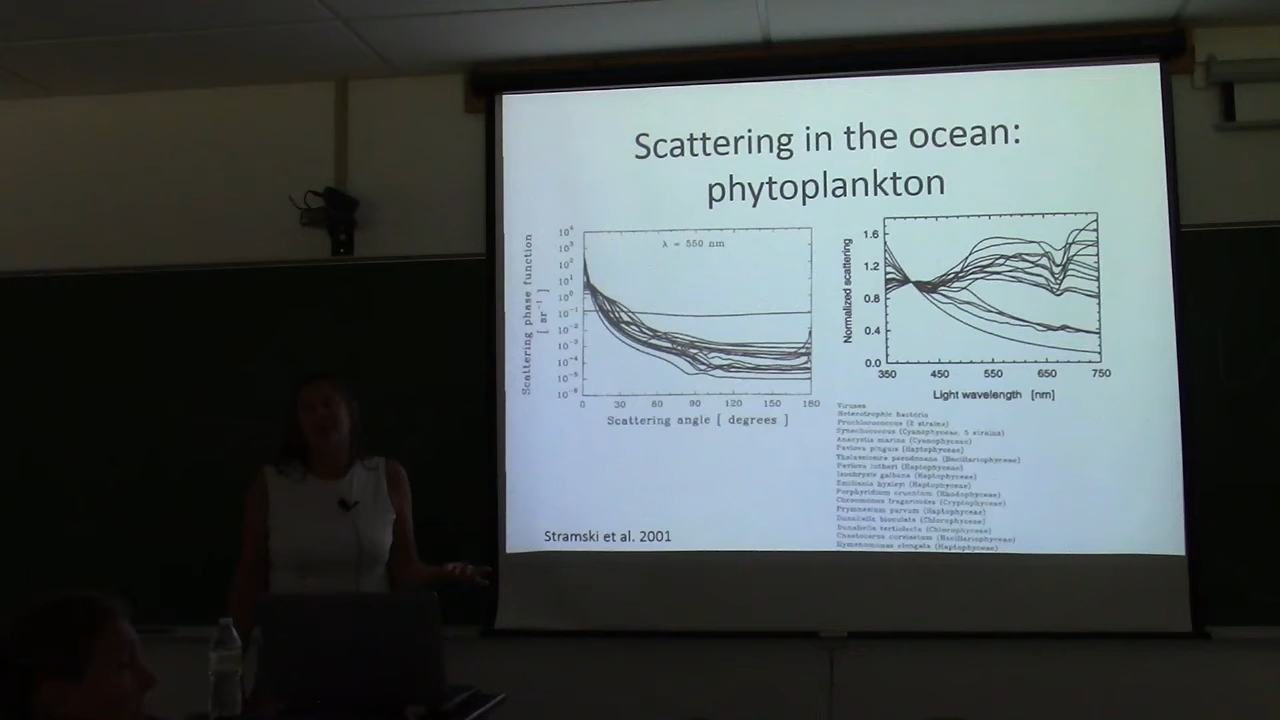 Scattering in the ocean:
phytoplankton
Scattering phase function
[ sr⁻¹ ]
10⁴
10³
10²
10¹
10⁰
10⁻¹
10⁻²
10⁻³
10⁻⁴
10⁻⁵
10⁻⁶
λ = 550 nm
0 30 60 90 120 150 180
Scattering angle [ degrees ]
Normalized scattering
1.6
1.2
0.8
0.4
0.0
350 450 550 650 750
Light wavelength [nm]
Viruses
Heterotrophic bacteria
Prochlorococcus (2 strains)
Synechococcus (Cyanophyceae, 5 strains)
Anacystis marina (Cyanophyceae)
Pavlova pinguis (Haptophyceae)
Thalassiosira pseudonana (Bacillariophyceae)
Pavlova lutheri (Haptophyceae)
Isochrysis galbana (Haptophyceae)
Emiliania huxleyi (Haptophyceae)
Porphyridium cruentum (Rhodophyceae)
Chroomonas fragarioides (Cryptophyceae)
Prymnesium parvum (Haptophyceae)
Dunaliella bioculata (Chlorophyceae)
Dunaliella tertiolecta (Chlorophyceae)
Chaetoceros curvisetum (Bacillariophyceae)
Hymenomonas elongata (Haptophyceae)
Stramski et al. 2001